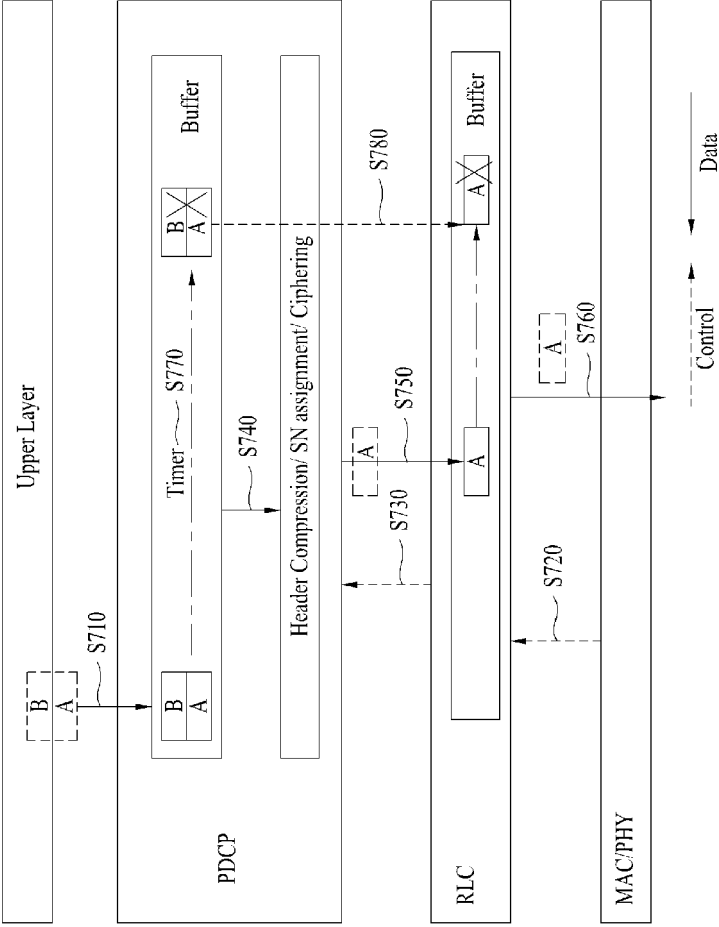 Upper Layer
B
A
S710
PDCP
B
A
Timer
S770
B
A
Buffer
S740
Header Compression/ SN assignment/ Ciphering
S730
A
S750
S780
RLC
A
A
Buffer
S720
A
S760
MAC/PHY
Control
Data